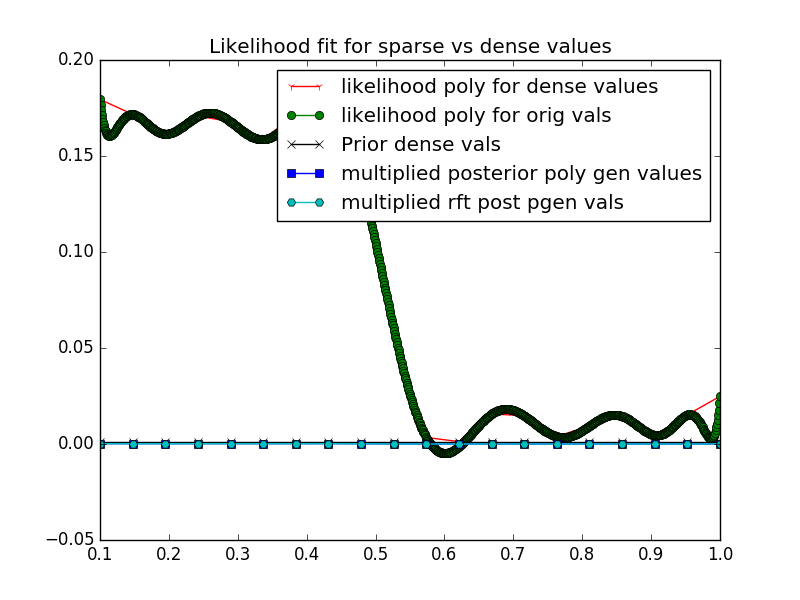 Likelihood fit for sparse vs dense values
0.20
0.15
0.10
0.05
0.00
−0.05
likelihood poly for dense values
likelihood poly for orig vals
Prior dense vals
multiplied posterior poly gen values
multiplied rft post pgen vals
0.1 0.2 0.3 0.4 0.5 0.6 0.7 0.8 0.9 1.0